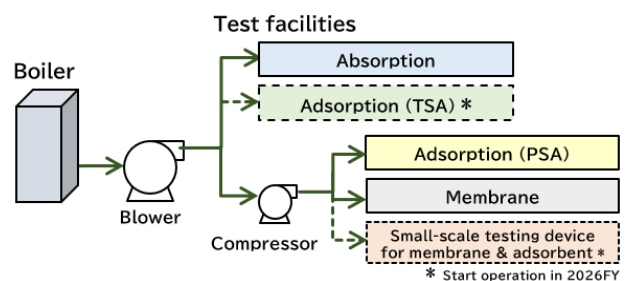 Test facilities
Boiler
Absorption
Adsorption (TSA) *
Blower
Adsorption (PSA)
Membrane
Compressor
Small-scale testing device
for membrane & adsorbent *
* Start operation in 2026FY